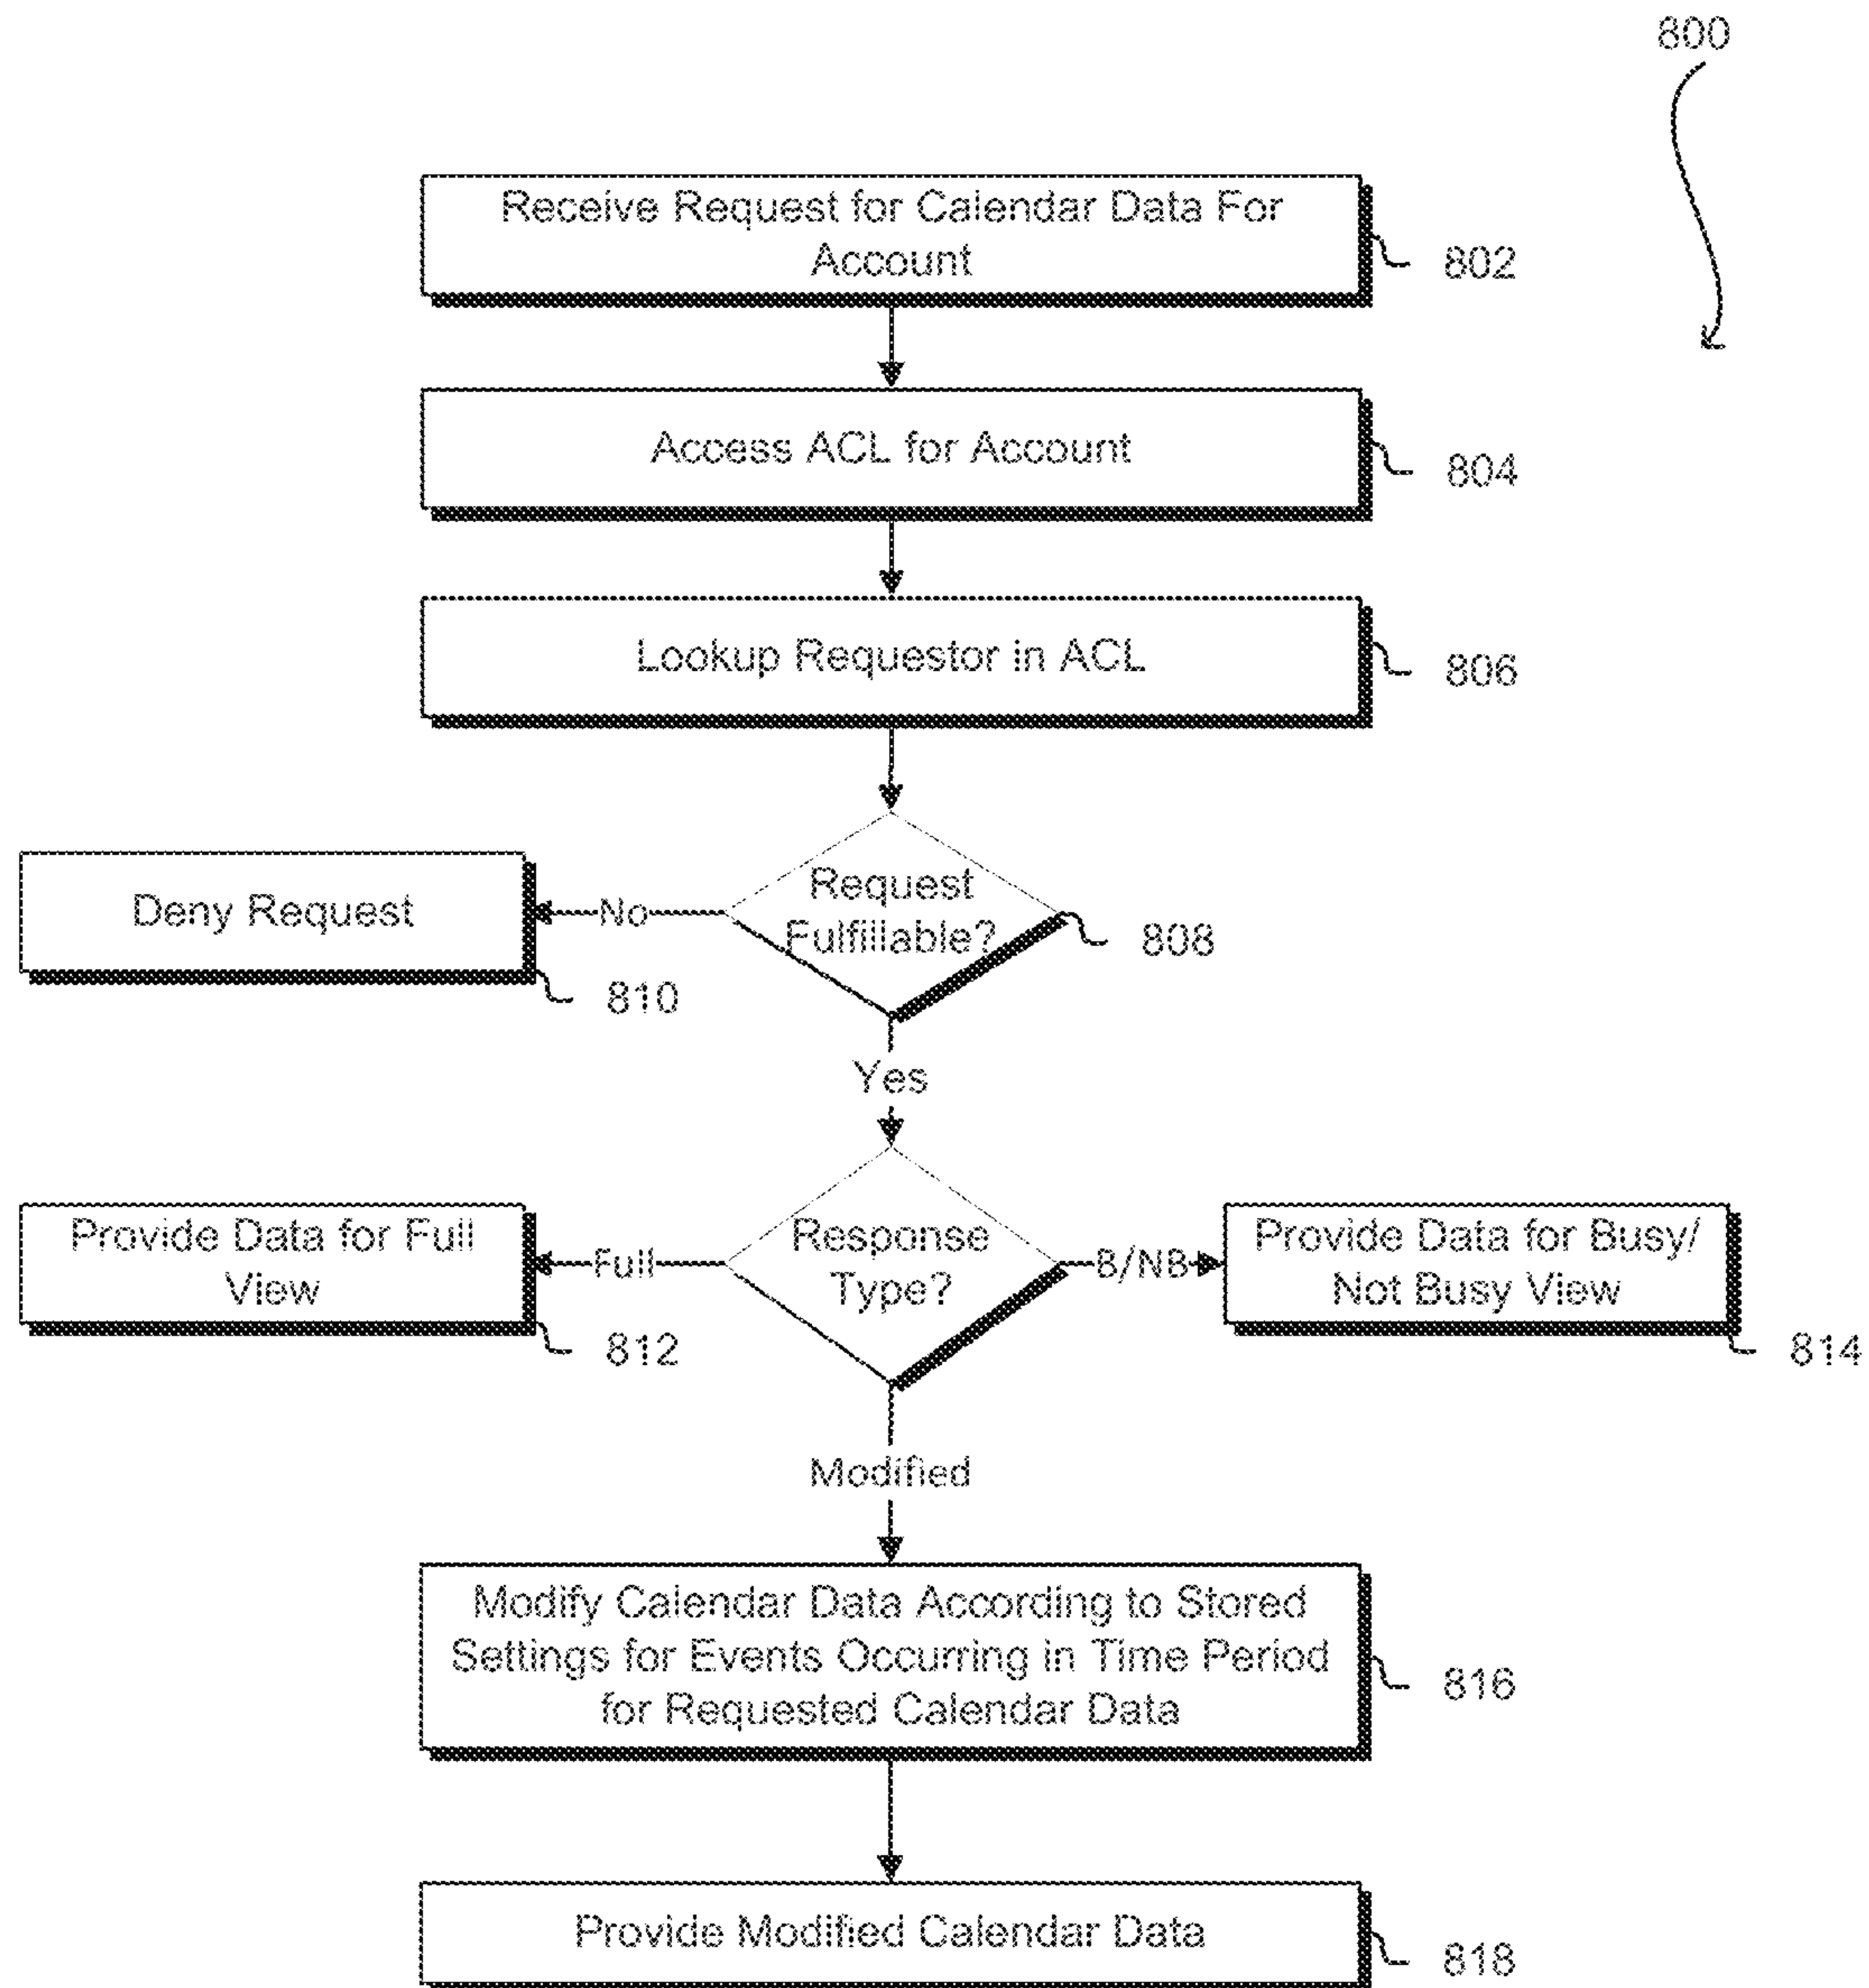 800
Receive Request for Calendar Data For
Account
802
Access ACL for Account
804
Lookup Requestor in ACL
806
Request
Fulfillable?
808
No
Deny Request
810
Yes
Response
Type?
Full
Provide Data for Full
View
812
B/NB
Provide Data for Busy/
Not Busy View
814
Modified
Modify Calendar Data According to Stored
Settings for Events Occurring in Time Period
for Requested Calendar Data
816
Provide Modified Calendar Data
818